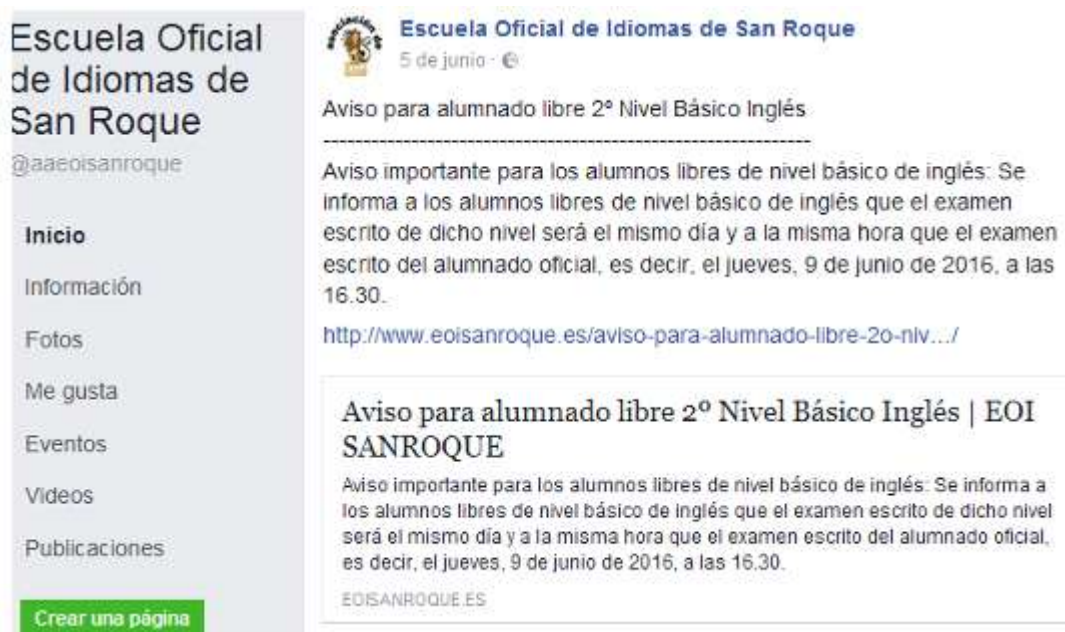 Escuela Oficial
de Idiomas de
San Roque
@aaeoisanroque
Inicio
Información
Fotos
Me gusta
Eventos
Videos
Publicaciones
Crear una página
Escuela Oficial de Idiomas de San Roque
5 de junio ·
Aviso para alumnado libre 2º Nivel Básico Inglés
---------------------------------------------------------------
Aviso importante para los alumnos libres de nivel básico de inglés: Se
informa a los alumnos libres de nivel básico de inglés que el examen
escrito de dicho nivel será el mismo día y a la misma hora que el examen
escrito del alumnado oficial, es decir, el jueves, 9 de junio de 2016, a las
16.30.
http://www.eoisanroque.es/aviso-para-alumnado-libre-2o-niv…/
Aviso para alumnado libre 2º Nivel Básico Inglés | EOI
SANROQUE
Aviso importante para los alumnos libres de nivel básico de inglés: Se informa a
los alumnos libres de nivel básico de inglés que el examen escrito de dicho nivel
será el mismo día y a la misma hora que el examen escrito del alumnado oficial,
es decir, el jueves, 9 de junio de 2016, a las 16.30.
EOISANROQUE.ES